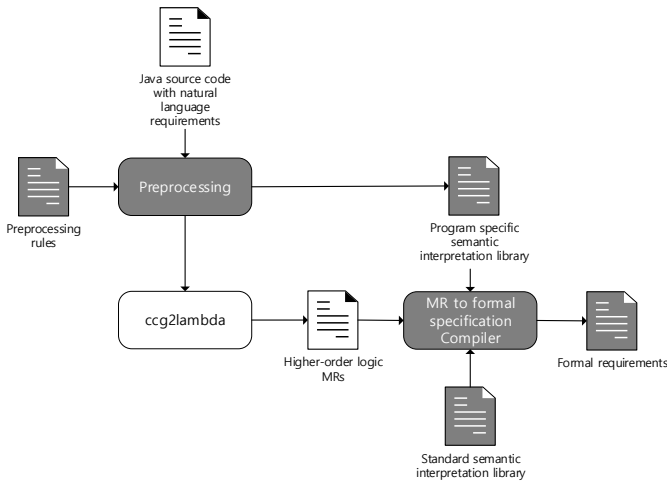 Java source code
with natural
language
requirements
Preprocessing
Preprocessing
rules
Program specific
semantic
interpretation library
ccg2lambda
Higher-order logic
MRs
MR to formal
specification
Compiler
Formal requirements
Standard semantic
interpretation library